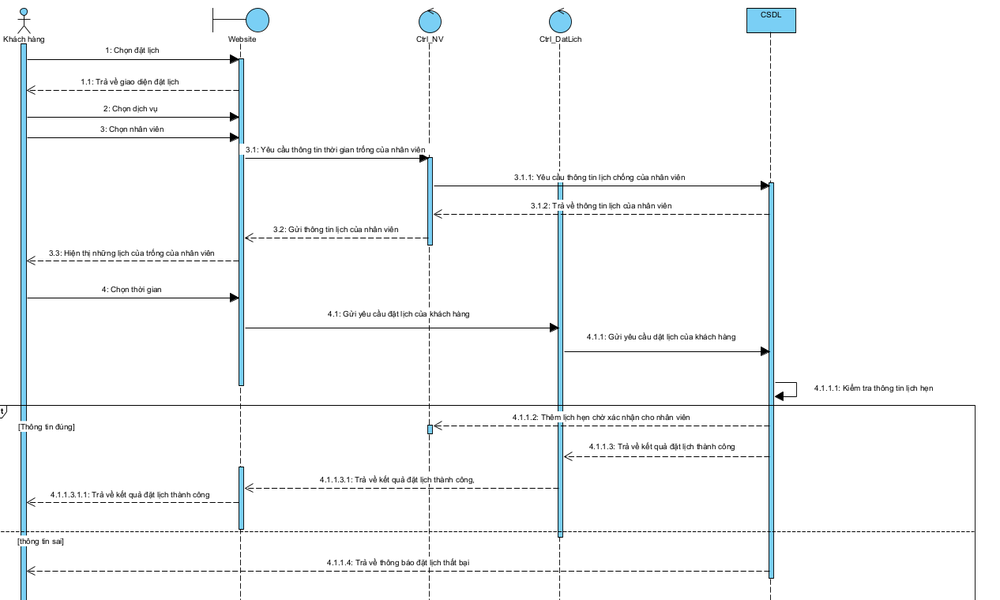 Khách hàng
Website
Ctrl_NV
Ctrl_DatLich
CSDL
1: Chọn đặt lịch
1.1: Trả về giao diện đặt lịch
2: Chọn dịch vụ
3: Chọn nhân viên
3.1: Yêu cầu thông tin thời gian trống của nhân viên
3.1.1: Yêu cầu thông tin lịch chống của nhân viên
3.1.2: Trả về thông tin lịch của nhân viên
3.2: Gửi thông tin lịch của nhân viên
3.3: Hiện thị những lịch của trống của nhân viên
4: Chọn thời gian
4.1: Gửi yêu cầu đặt lịch của khách hàng
4.1.1: Gửi yêu cầu dặt lịch của khách hàng
4.1.1.1: Kiểm tra thông tin lịch hẹn
4.1.1.2: Thêm lịch hẹn chờ xác nhận cho nhân viên
[Thông tin đúng]
4.1.1.3: Trả về kết quả đặt lịch thành công
4.1.1.3.1: Trả về kết quả đặt lịch thành công,
4.1.1.3.1.1: Trả về kết quả đặt lịch thành công
[thông tin sai]
4.1.1.4: Trả về thông báo đặt lịch thất bại